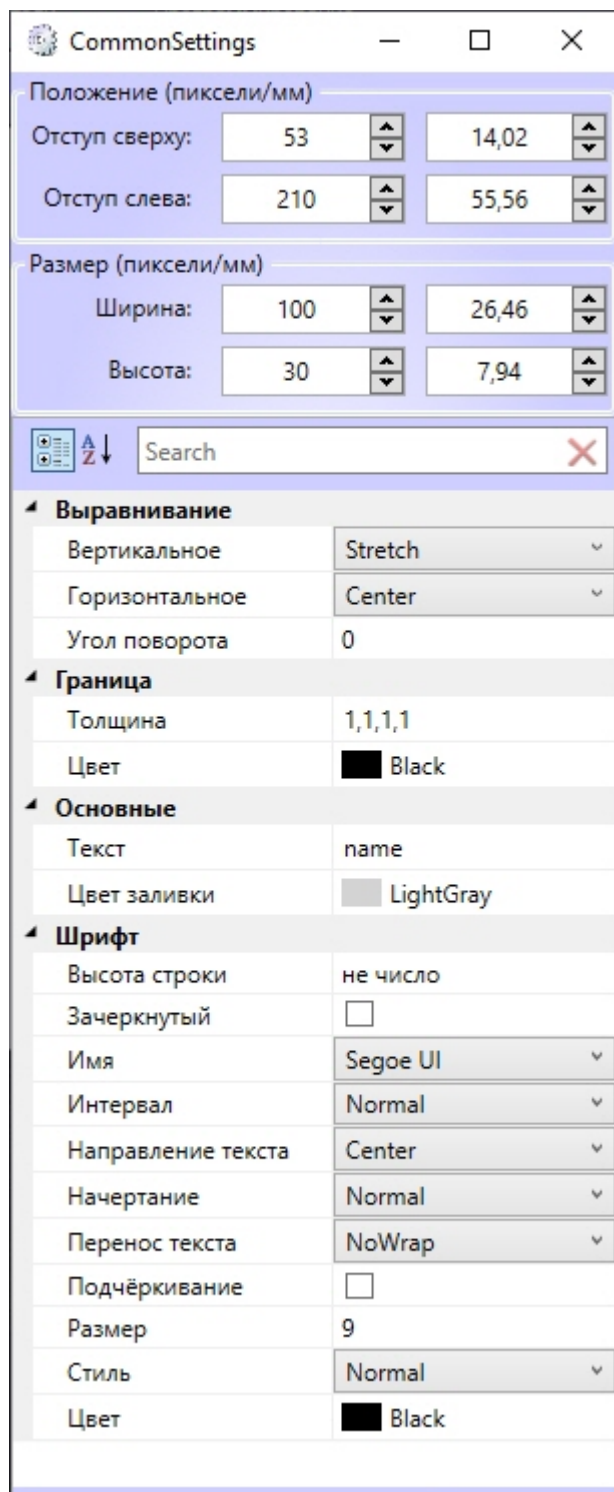 CommonSettings
Положение (пиксели/мм)
Отступ сверху: 53 14,02
Отступ слева: 210 55,56
Размер (пиксели/мм)
Ширина: 100 26,46
Высота: 30 7,94
Search
Выравнивание
Вертикальное Stretch
Горизонтальное Center
Угол поворота 0
Граница
Толщина 1,1,1,1
Цвет Black
Основные
Текст name
Цвет заливки LightGray
Шрифт
Высота строки не число
Зачеркнутый
Имя Segoe UI
Интервал Normal
Направление текста Center
Начертание Normal
Перенос текста NoWrap
Подчёркивание
Размер 9
Стиль Normal
Цвет Black